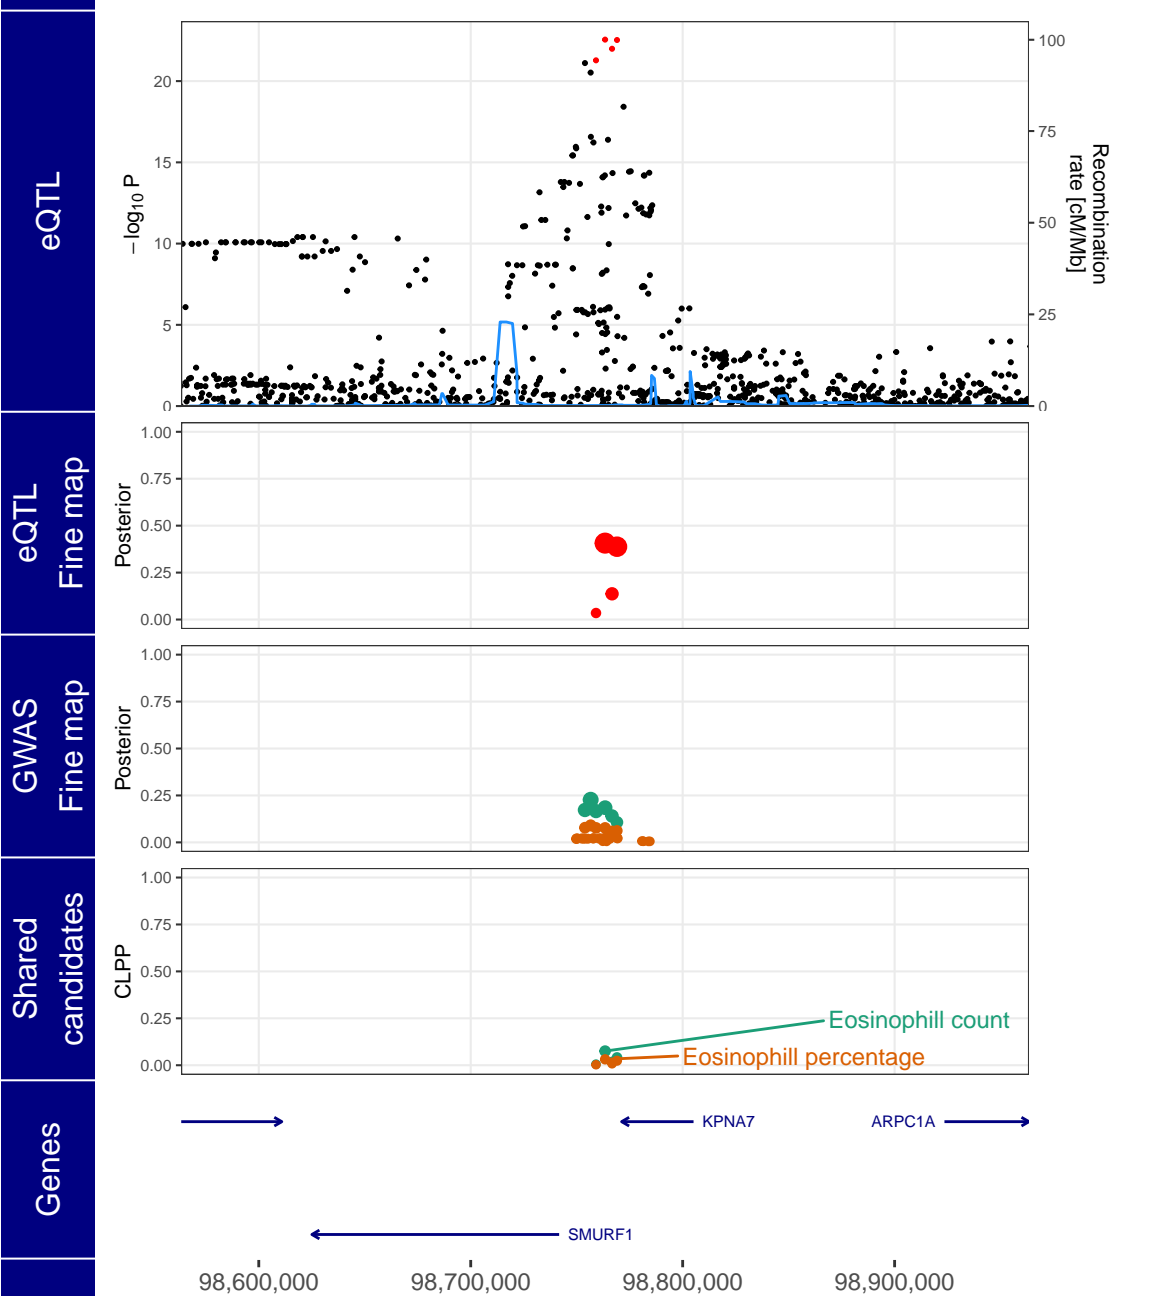 eQTL
−log10 P
20
15
10
5
0
100
75
50
25
0
Recombination
rate [cM/Mb]
eQTL
Fine map
Posterior
1.00
0.75
0.50
0.25
0.00
GWAS
Fine map
Posterior
1.00
0.75
0.50
0.25
0.00
Shared
candidates
CLPP
1.00
0.75
0.50
0.25
0.00
Eosinophill count
Eosinophill percentage
Genes
KPNA7
ARPC1A
SMURF1
98,600,000
98,700,000
98,800,000
98,900,000